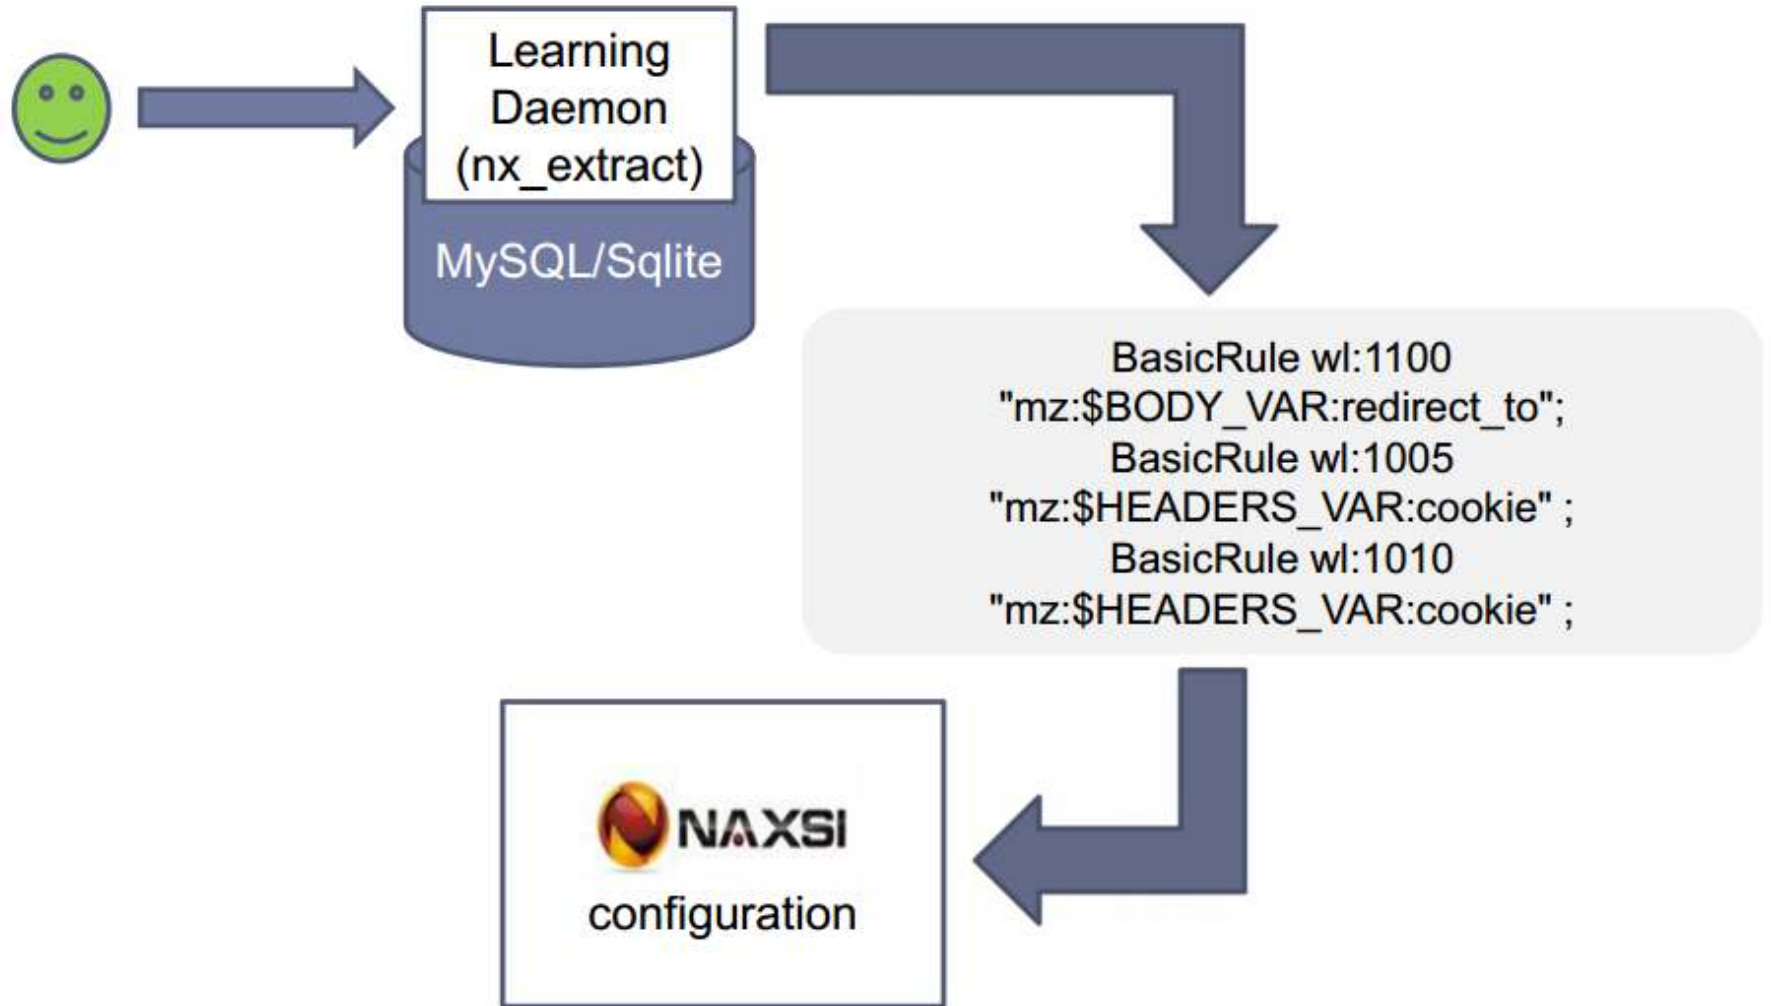 Learning
Daemon
(nx_extract)
MySQL/Sqlite
BasicRule wl:1100
"mz:$BODY_VAR:redirect_to";
BasicRule wl:1005
"mz:$HEADERS_VAR:cookie" ;
BasicRule wl:1010
"mz:$HEADERS_VAR:cookie" ;
NAXSI
configuration